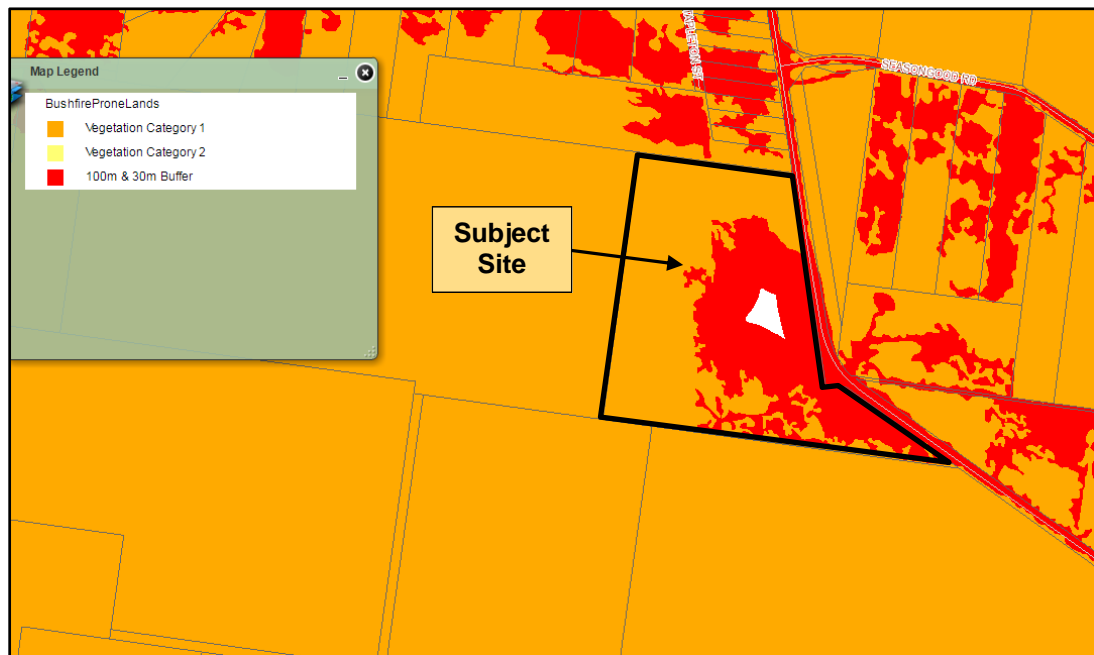 Map Legend
BushfireProneLands
Vegetation Category 1
Vegetation Category 2
100m & 30m Buffer
Subject
Site
SEASONGOOD RD